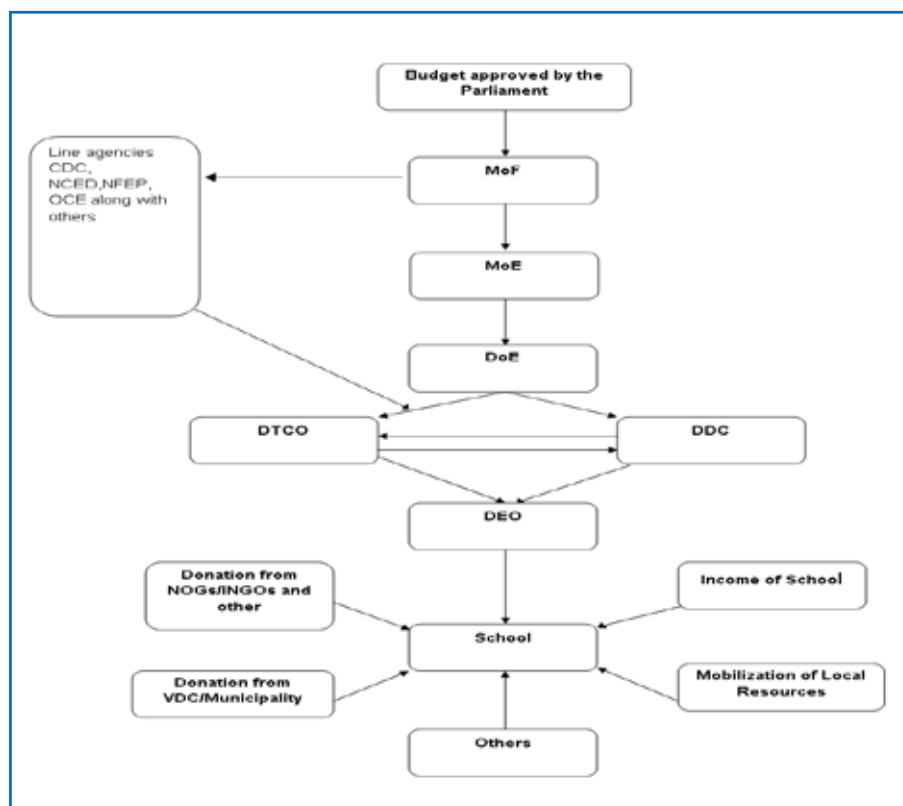 Budget approved by the
Parliament
Line agencies
CDC,
NCED,NFEP,
OCE along with
others
MoF
MoE
DoE
DTCO
DDC
DEO
Donation from
NOGs/INGOs and
other
Income of School
School
Donation from
VDC/Municipality
Mobilization of Local
Resources
Others